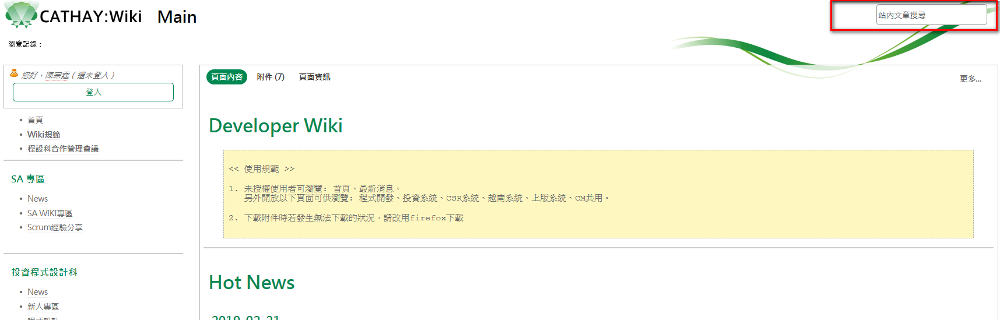 CATHAY:Wiki Main
站內文章搜尋
瀏覽記錄：
您好，陳宗霆（還未登入）
登入
• 首頁
• Wiki規範
• 程設科合作管理會議
SA 專區
• News
• SA WIKI專區
• Scrum經驗分享
投資程式設計科
• News
• 新人專區
• 程式設計
頁面內容 附件 (7) 頁面資訊
更多...
Developer Wiki
<< 使用規範 >>
1. 未授權使用者可瀏覽: 首頁、最新消息。
另外開放以下頁面可供瀏覽: 程式開發、投資系統、CSR系統、越南系統、上版系統、CM共用。
2. 下載附件時若發生無法下載的狀況，請改用firefox下載
Hot News
2019-02-21